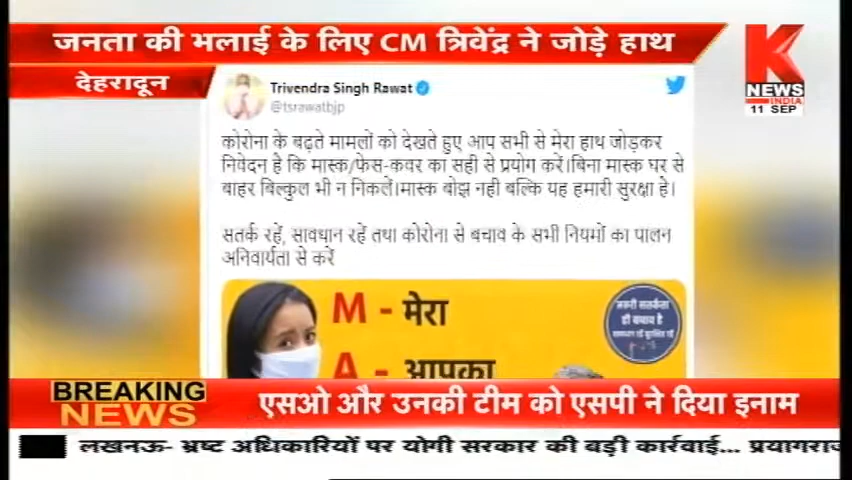 जनता की भलाई के लिए CM त्रिवेंद्र ने जोड़े हाथ
देहरादून
K
NEWS
INDIA
11 SEP
Trivendra Singh Rawat
@tsrawatbjp
कोरोना के बढ़ते मामलों को देखते हुए आप सभी से मेरा हाथ जोड़कर
निवेदन है कि मास्क/फेस-कवर का सही से प्रयोग करें।बिना मास्क घर से
बाहर बिल्कुल भी न निकलें।मास्क बोझ नही बल्कि यह हमारी सुरक्षा है।
सतर्क रहें, सावधान रहें तथा कोरोना से बचाव के सभी नियमों का पालन
अनिवार्यता से करें
M - मेरा
A - आपका
ही बचाव है
BREAKING
NEWS
एसओ और उनकी टीम को एसपी ने दिया इनाम
लखनऊ- भ्रष्ट अधिकारियों पर योगी सरकार की बड़ी कार्रवाई... प्रयागराज